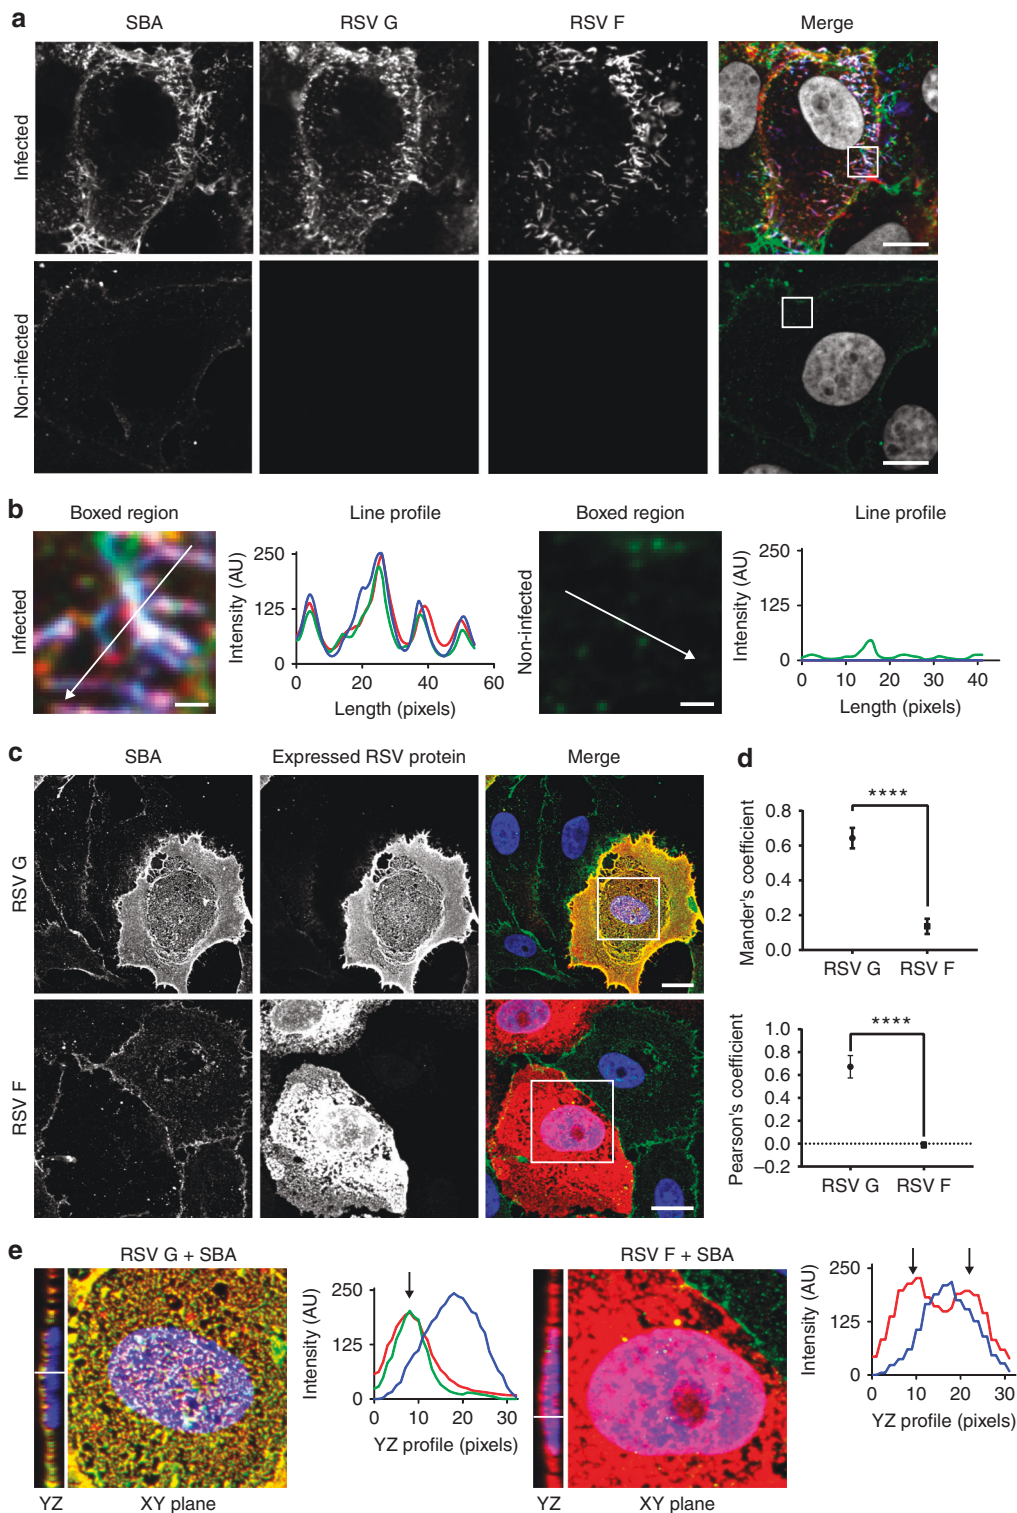 a
SBA RSV G RSV F Merge
Infected
Non-infected
b
Boxed region Line profile Boxed region Line profile
Infected
Intensity (AU)
250
125
0
0 20 40 60
Length (pixels)
Non-infected
Intensity (AU)
250
125
0
0 10 20 30 40
Length (pixels)
c
SBA Expressed RSV protein Merge
RSV G
RSV F
d
Mander's coefficient
****
0.8
0.6
0.4
0.2
0.0
RSV G RSV F
Pearson's coefficient
****
1.0
0.8
0.6
0.4
0.2
0.0
−0.2
RSV G RSV F
e
RSV G + SBA
YZ XY plane
Intensity (AU)
250
125
0
0 10 20 30
YZ profile (pixels)
RSV F + SBA
YZ XY plane
Intensity (AU)
250
125
0
0 10 20 30
YZ profile (pixels)